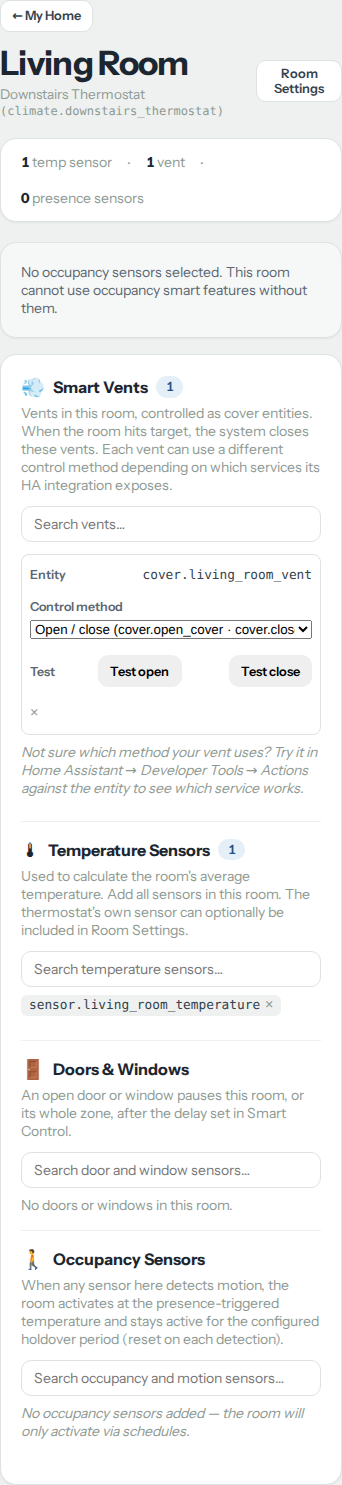 ← My Home
Living Room
Room
Settings
Downstairs Thermostat
(climate.downstairs_thermostat)
1 temp sensor · 1 vent ·
0 presence sensors
No occupancy sensors selected. This room
cannot use occupancy smart features without
them.
Smart Vents 1
Vents in this room, controlled as cover entities.
When the room hits target, the system closes
these vents. Each vent can use a different
control method depending on which services its
HA integration exposes.
Search vents...
Entity cover.living_room_vent
Control method
Open / close (cover.open_cover · cover.clos
Test Test open Test close
×
Not sure which method your vent uses? Try it in
Home Assistant → Developer Tools → Actions
against the entity to see which service works.
Temperature Sensors 1
Used to calculate the room's average
temperature. Add all sensors in this room. The
thermostat's own sensor can optionally be
included in Room Settings.
Search temperature sensors...
sensor.living_room_temperature ×
Doors & Windows
An open door or window pauses this room, or
its whole zone, after the delay set in Smart
Control.
Search door and window sensors...
No doors or windows in this room.
Occupancy Sensors
When any sensor here detects motion, the
room activates at the presence-triggered
temperature and stays active for the configured
holdover period (reset on each detection).
Search occupancy and motion sensors...
No occupancy sensors added — the room will
only activate via schedules.